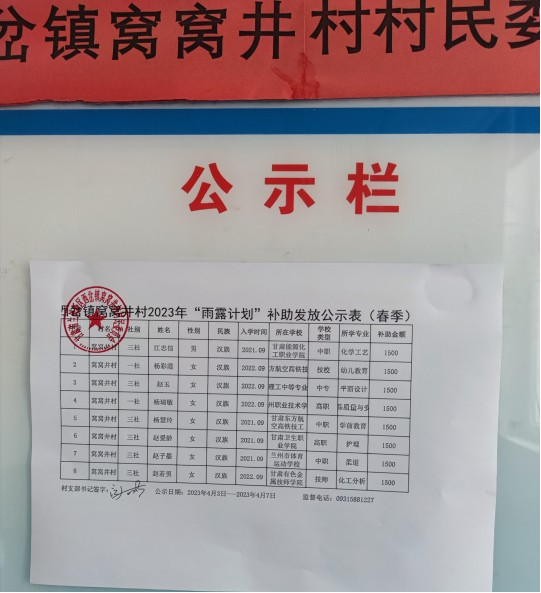 岔镇窝窝井村村民委
公示栏
西岔镇窝窝井村2023年“雨露计划”补助发放公示表（春季）
村名 社别 姓名 性别 民族 入学时间 所在学校 学校类型 所学专业 补助金额
窝窝井村 三社 江忠信 男 汉族 2021.09 甘肃能源化工职业学院 中职 化学工艺 1500
2 窝窝井村 一社 杨彩霞 女 汉族 2022.09 方航空高铁技 技校 幼儿教育 1500
3 窝窝井村 三社 赵玉 女 汉族 2022.09 理工中等专业 中专 平面设计 1500
4 窝窝井村 一社 杨瑞敏 女 汉族 2022.09 州职业技术学 高职 品质量与安 1500
5 窝窝井村 三社 杨慧玲 女 汉族 2021.09 甘肃东方航空高铁技工 中职 学前教育 1500
6 窝窝井村 三社 赵爱龄 女 汉族 2021.09 甘肃卫生职业学院 高职 护理 1500
7 窝窝井村 三社 赵子墓 女 汉族 2021.09 兰州市体育运动学校 中职 柔道 1500
8 窝窝井村 三社 赵若男 女 汉族 2022.09 甘肃有色金属技师学院 技师 化工分析 1500
村支部书记签字： 公示日期：2023年4月3日---2023年4月7日 监督电话：09315881227